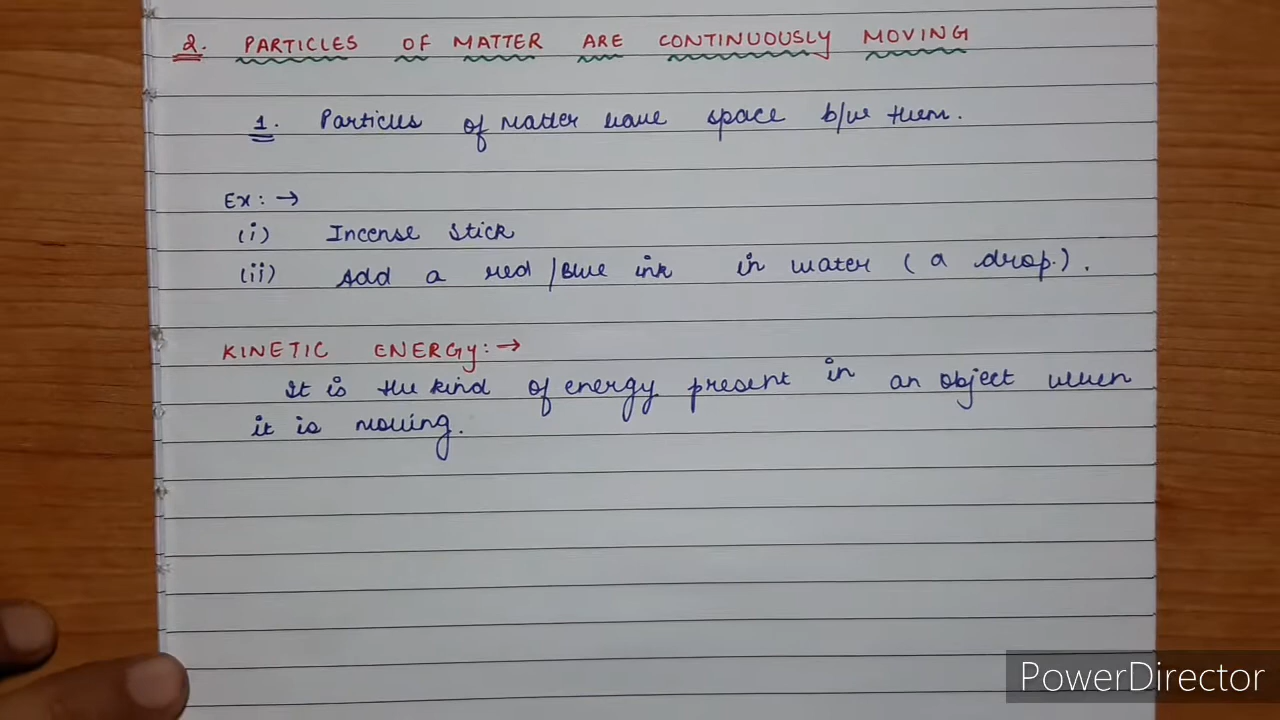 2. PARTICLES OF MATTER ARE CONTINUOUSLY MOVING
1. Particles of Matter have space b/w them.
Ex: →
(i) Incense stick
(ii) Add a red / Blue ink in water ( a drop.) .
KINETIC ENERGY: →
It is the kind of energy present in an object when
it is moving.
PowerDirector